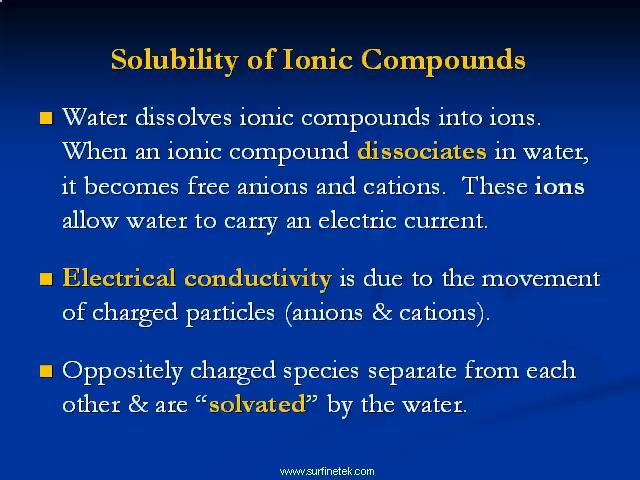 Solubility of Ionic Compounds
Water dissolves ionic compounds into ions.
When an ionic compound dissociates in water,
it becomes free anions and cations.  These ions
allow water to carry an electric current.
Electrical conductivity is due to the movement
of charged particles (anions & cations).
Oppositely charged species separate from each
other & are “solvated” by the water.
www.surfinetek.com